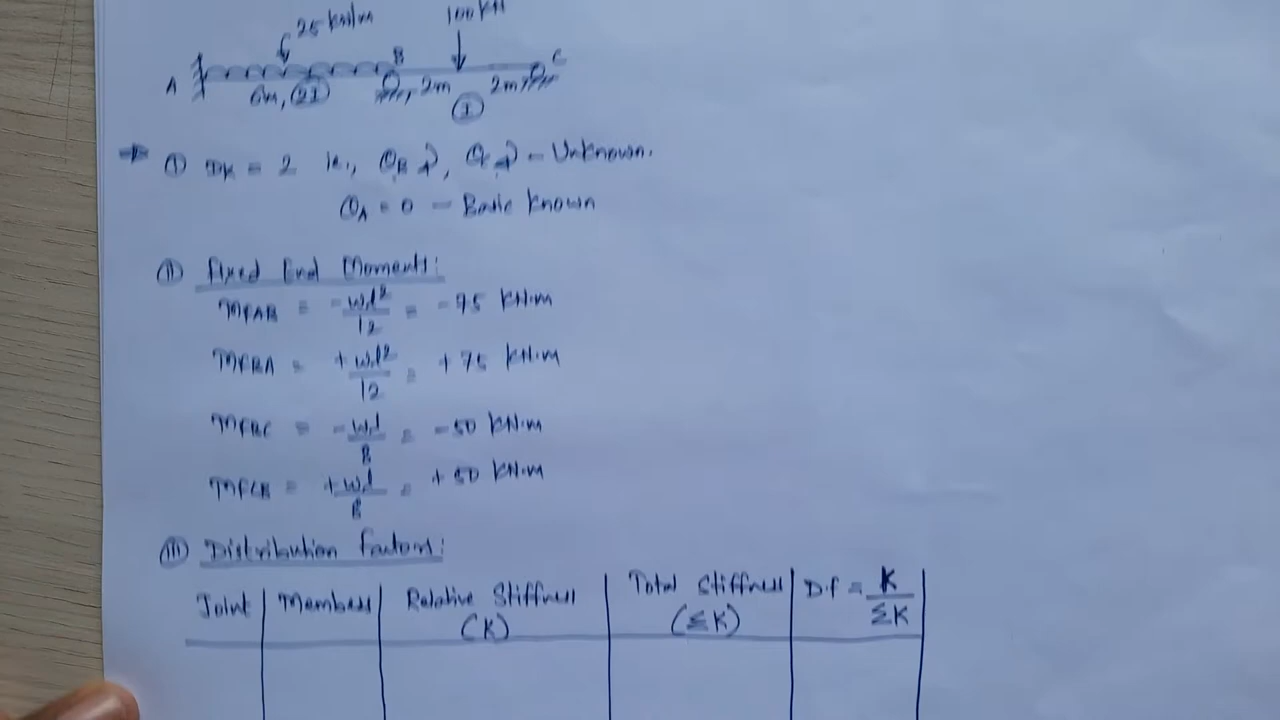 25 kN/m
100 kN
A
B
C
6m, (2I)
2m
2m
(I)
① DK = 2 i.e., θB, θC - Unknown.
θA = 0 - Basic Known
Ⅱ Fixed End Moments:
MFAB = -wl²/12 = -75 kN.m
MFBA = +wl²/12 = +75 kN.m
MFBC = -wl/8 = -50 kN.m
MFCB = +wl/8 = +50 kN.m
Ⅲ Distribution Factors:
Joint | Members | Relative Stiffness (K) | Total Stiffness (ΣK) | D.f = K/ΣK